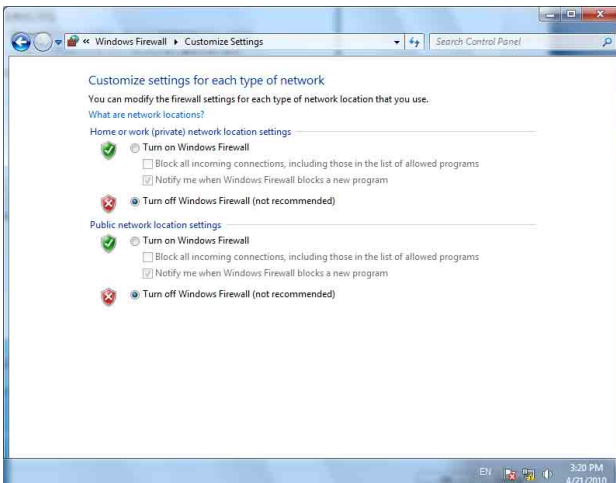 « Windows Firewall ▸ Customize Settings
Search Control Panel
Customize settings for each type of network
You can modify the firewall settings for each type of network location that you use.
What are network locations?
Home or work (private) network location settings
Turn on Windows Firewall
Block all incoming connections, including those in the list of allowed programs
Notify me when Windows Firewall blocks a new program
Turn off Windows Firewall (not recommended)
Public network location settings
Turn on Windows Firewall
Block all incoming connections, including those in the list of allowed programs
Notify me when Windows Firewall blocks a new program
Turn off Windows Firewall (not recommended)
EN
3:20 PM
4/21/2010